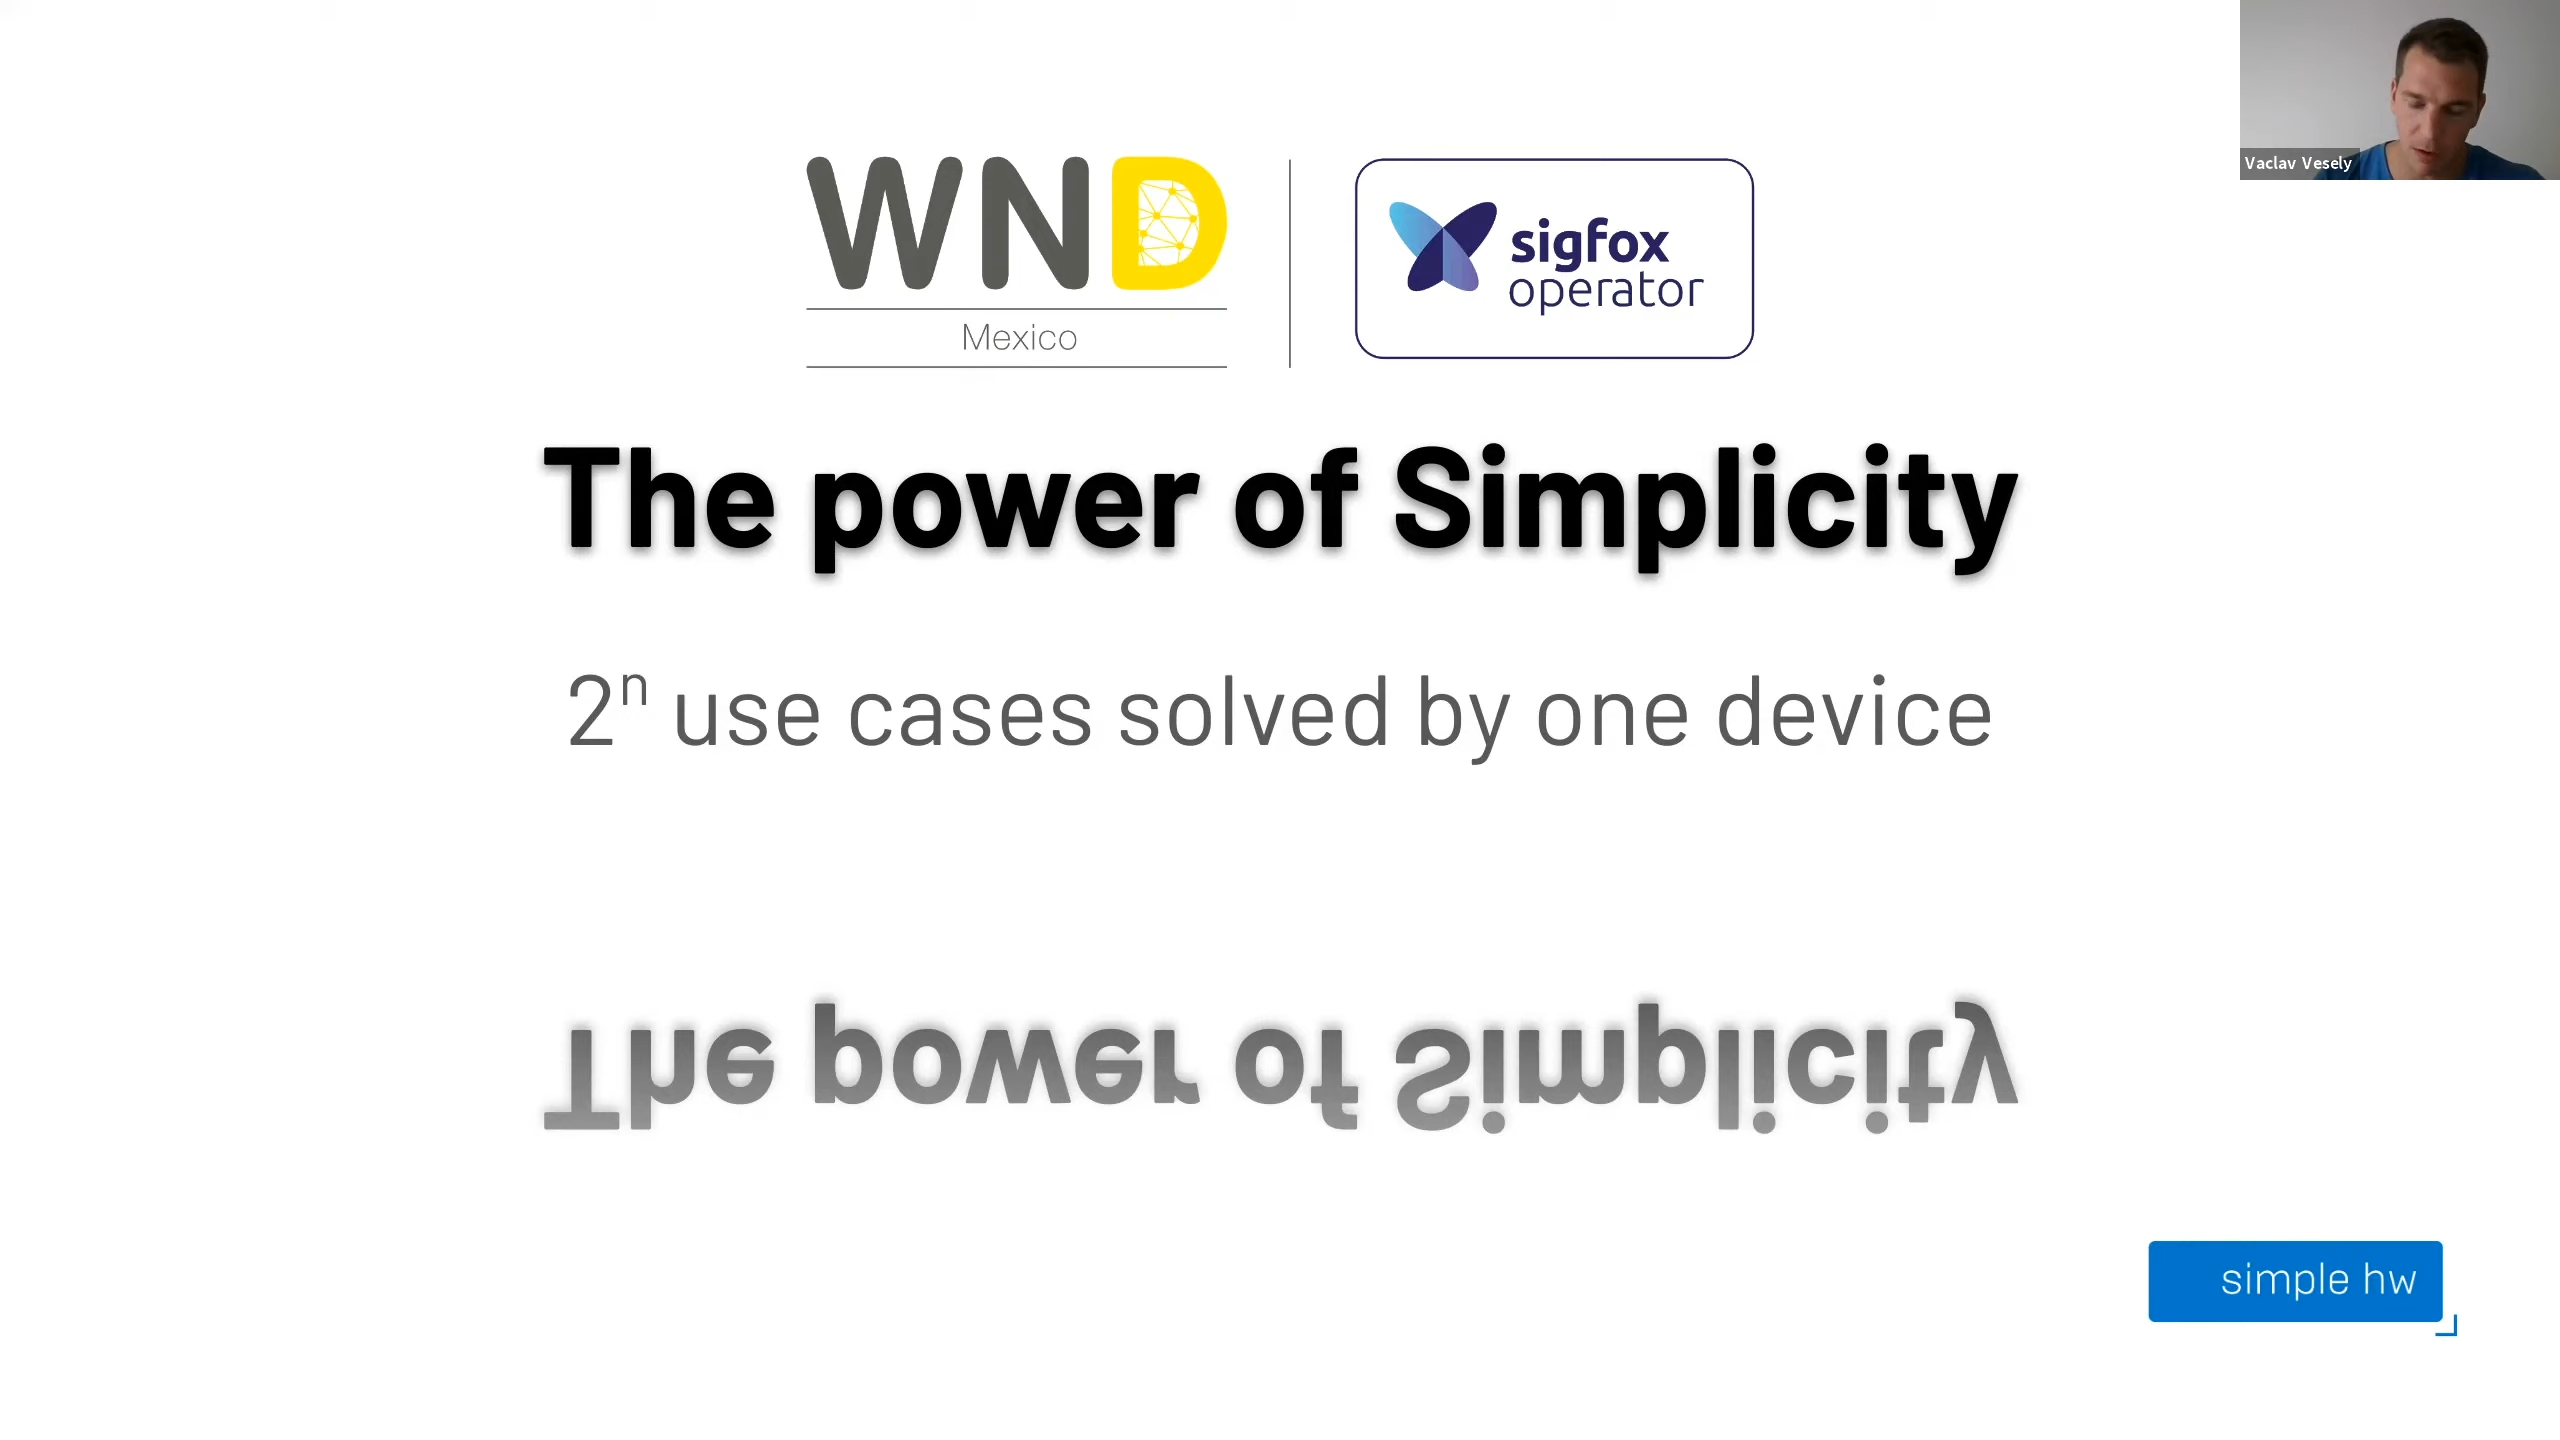 WND
Mexico
sigfox
operator
Vaclav Vesely
The power of Simplicity
2ⁿ use cases solved by one device
The power of Simplicity
simple hw